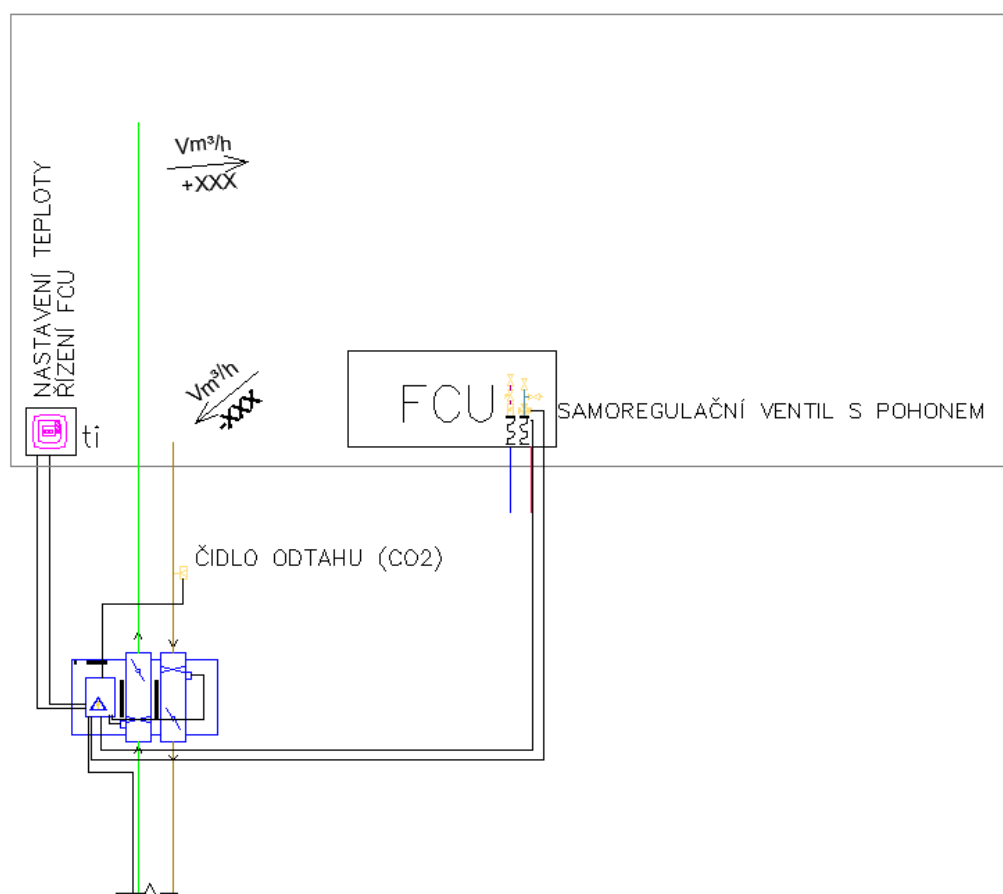 Vm³/h
+XXX
NASTAVENÍ TEPLOTY
ŘÍZENÍ FCU
Vm³/h
-XXX
FCU
SAMOREGULAČNÍ VENTIL S POHONEM
ti
ČIDLO ODTAHU (CO2)